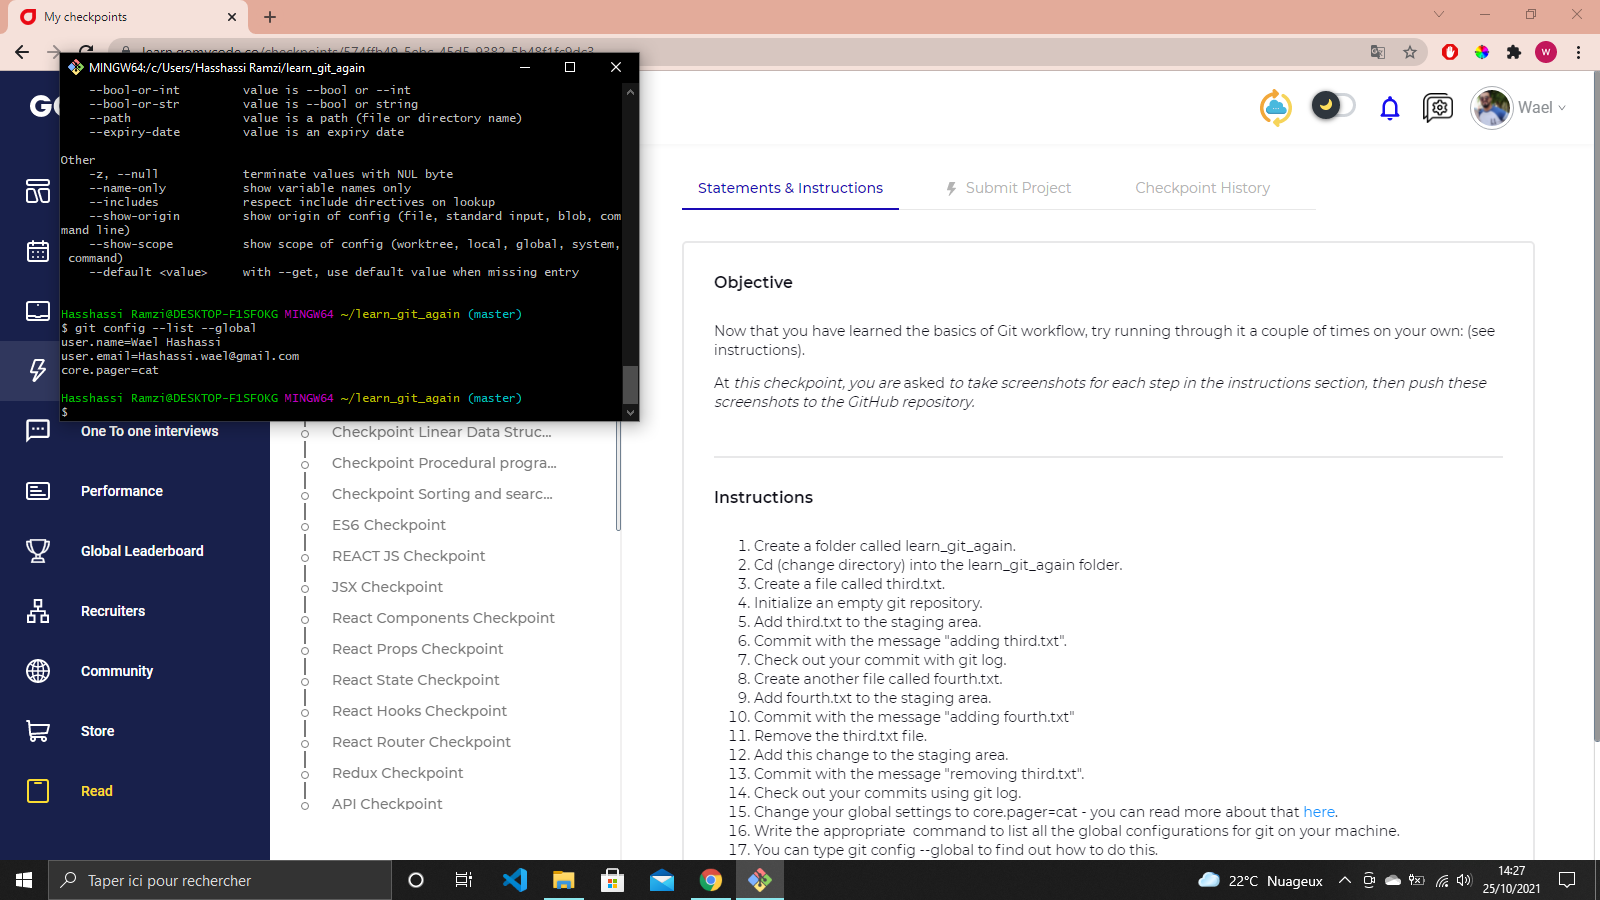 My checkpoints
learn.gomycode.co/checkpoints/574ffb49-5ebc-45d5-9382-5b48f1fc9dc3
W
MINGW64:/c/Users/Hasshassi Ramzi/learn_git_again
--bool-or-int value is --bool or --int
--bool-or-str value is --bool or string
--path value is a path (file or directory name)
--expiry-date value is an expiry date
Other
-z, --null terminate values with NUL byte
--name-only show variable names only
--includes respect include directives on lookup
--show-origin show origin of config (file, standard input, blob, com
mand line)
--show-scope show scope of config (worktree, local, global, system,
command)
--default <value> with --get, use default value when missing entry
Hasshassi Ramzi@DESKTOP-F1SFOKG MINGW64 ~/learn_git_again (master)
$ git config --list --global
user.name=Wael Hashassi
user.email=Hashassi.wael@gmail.com
core.pager=cat
Hasshassi Ramzi@DESKTOP-F1SFOKG MINGW64 ~/learn_git_again (master)
$
GO
One To one interviews
Performance
Global Leaderboard
Recruiters
Community
Store
Read
Checkpoint Linear Data Struc...
Checkpoint Procedural progra...
Checkpoint Sorting and searc...
ES6 Checkpoint
REACT JS Checkpoint
JSX Checkpoint
React Components Checkpoint
React Props Checkpoint
React State Checkpoint
React Hooks Checkpoint
React Router Checkpoint
Redux Checkpoint
API Checkpoint
Wael
Statements & Instructions
Submit Project
Checkpoint History
Objective
Now that you have learned the basics of Git workflow, try running through it a couple of times on your own: (see
instructions).
At this checkpoint, you are asked to take screenshots for each step in the instructions section, then push these
screenshots to the GitHub repository.
Instructions
1. Create a folder called learn_git_again.
2. Cd (change directory) into the learn_git_again folder.
3. Create a file called third.txt.
4. Initialize an empty git repository.
5. Add third.txt to the staging area.
6. Commit with the message "adding third.txt".
7. Check out your commit with git log.
8. Create another file called fourth.txt.
9. Add fourth.txt to the staging area.
10. Commit with the message "adding fourth.txt"
11. Remove the third.txt file.
12. Add this change to the staging area.
13. Commit with the message "removing third.txt".
14. Check out your commits using git log.
15. Change your global settings to core.pager=cat - you can read more about that here.
16. Write the appropriate command to list all the global configurations for git on your machine.
17. You can type git config --global to find out how to do this.
Taper ici pour rechercher
22°C Nuageux
14:27
25/10/2021